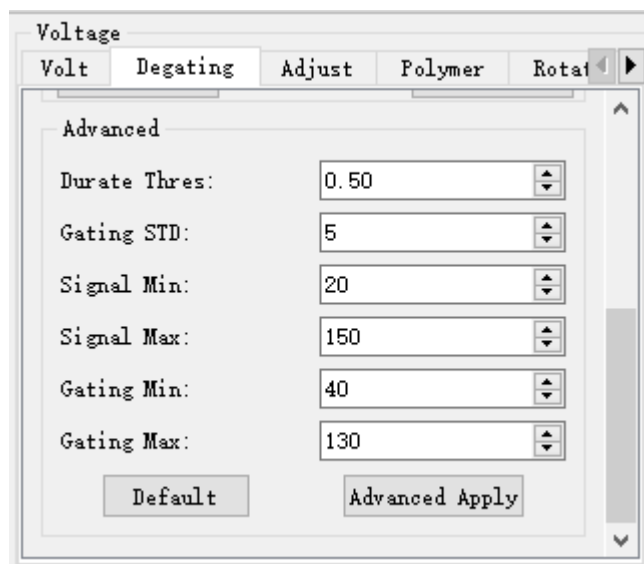 Voltage
Volt Degating Adjust Polymer Rotat
Advanced
Durate Thres: 0.50
Gating STD: 5
Signal Min: 20
Signal Max: 150
Gating Min: 40
Gating Max: 130
Default Advanced Apply